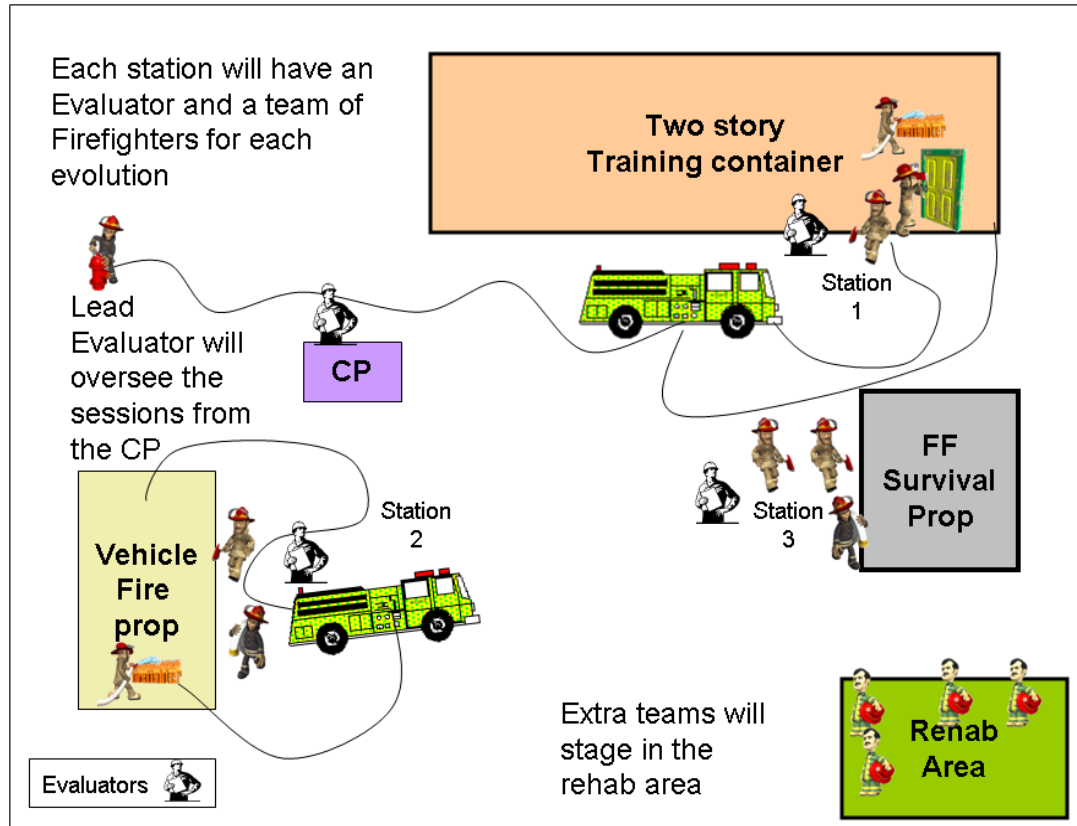 Each station will have an
Evaluator and a team of
Firefighters for each
evolution
Two story
Training container
Station
1
Lead
Evaluator will
oversee the
sessions from
the CP
CP
FF
Survival
Prop
Station
3
Station
2
Vehicle
Fire
prop
Extra teams will
stage in the
rehab area
Rehab
Area
Evaluators